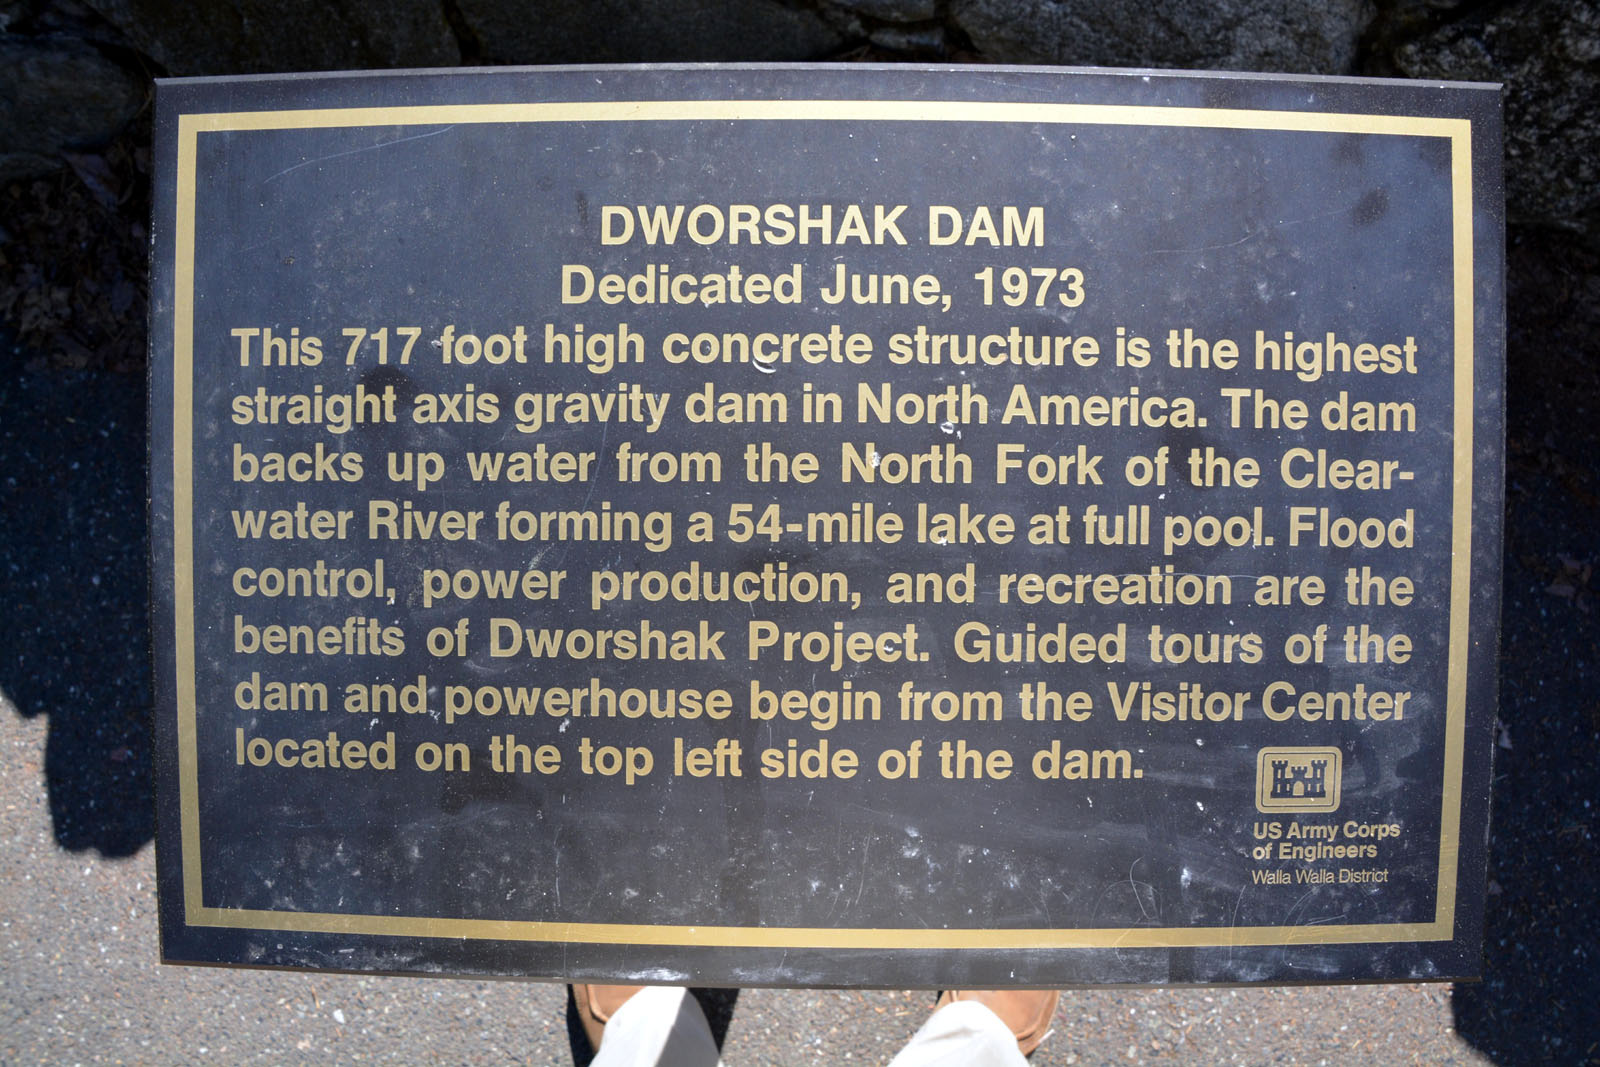 DWORSHAK DAM
Dedicated June, 1973
This 717 foot high concrete structure is the highest
straight axis gravity dam in North America. The dam
backs up water from the North Fork of the Clear-
water River forming a 54-mile lake at full pool. Flood
control, power production, and recreation are the
benefits of Dworshak Project. Guided tours of the
dam and powerhouse begin from the Visitor Center
located on the top left side of the dam.
US Army Corps
of Engineers
Walla Walla District